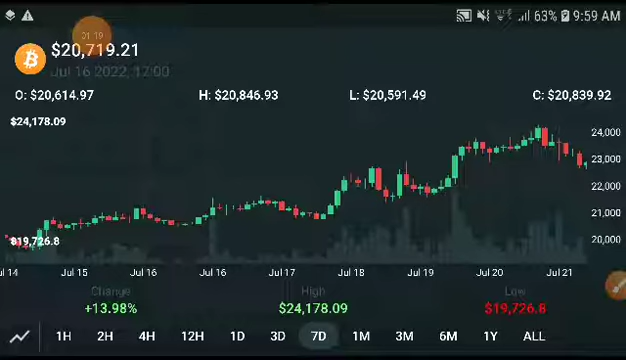 63% 9:59 AM
01:19
$20,719.21
Jul 16 2022, 17:00
O: $20,614.97 H: $20,846.93 L: $20,591.49 C: $20,839.92
$24,178.09
24,000
23,000
22,000
21,000
$19,726.8
20,000
Jul 14 Jul 15 Jul 16 Jul 16 Jul 17 Jul 18 Jul 19 Jul 20 Jul 21
Change High Low
+13.98% $24,178.09 $19,726.8
1H 2H 4H 12H 1D 3D 7D 1M 3M 6M 1Y ALL